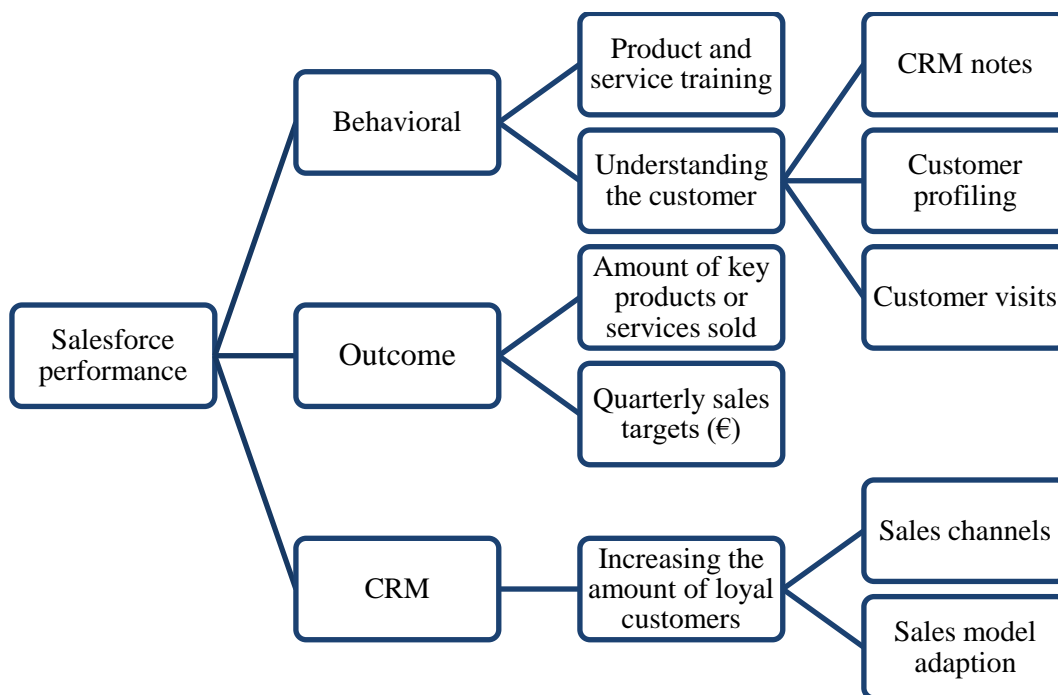 Salesforce
performance
Behavioral
Outcome
CRM
Product and
service training
Understanding
the customer
Amount of key
products or
services sold
Quarterly sales
targets (€)
Increasing the
amount of loyal
customers
CRM notes
Customer
profiling
Customer visits
Sales channels
Sales model
adaption